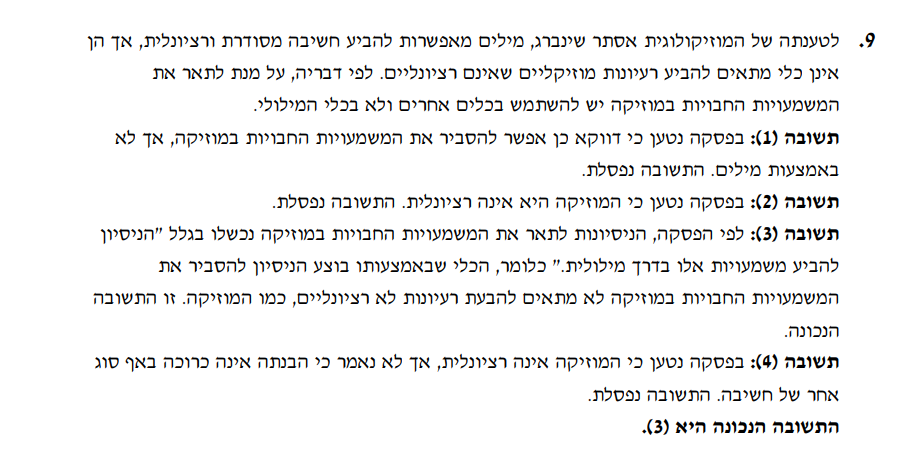 9. לטענתה של המוזיקולוגית אסתר שינברג, מילים מאפשרות להביע חשיבה מסודרת ורציונלית, אך הן
אינן כלי מתאים להביע רעיונות מוזיקליים שאינם רציונליים. לפי דבריה, על מנת לתאר את
המשמעויות החבויות במוזיקה יש להשתמש בכלים אחרים ולא בכלי המילולי.
תשובה (1): בפסקה נטען כי דווקא כן אפשר להסביר את המשמעויות החבויות במוזיקה, אך לא
באמצעות מילים. התשובה נפסלת.
תשובה (2): בפסקה נטען כי המוזיקה היא אינה רציונלית. התשובה נפסלת.
תשובה (3): לפי הפסקה, הניסיונות לתאר את המשמעויות החבויות במוזיקה נכשלו בגלל "הניסיון
להביע משמעויות אלו בדרך מילולית." כלומר, הכלי שבאמצעותו בוצע הניסיון להסביר את
המשמעויות החבויות במוזיקה לא מתאים להבעת רעיונות לא רציונליים, כמו המוזיקה. זו התשובה
הנכונה.
תשובה (4): בפסקה נטען כי המוזיקה אינה רציונלית, אך לא נאמר כי הבנתה אינה כרוכה באף סוג
אחר של חשיבה. התשובה נפסלת.
התשובה הנכונה היא (3).